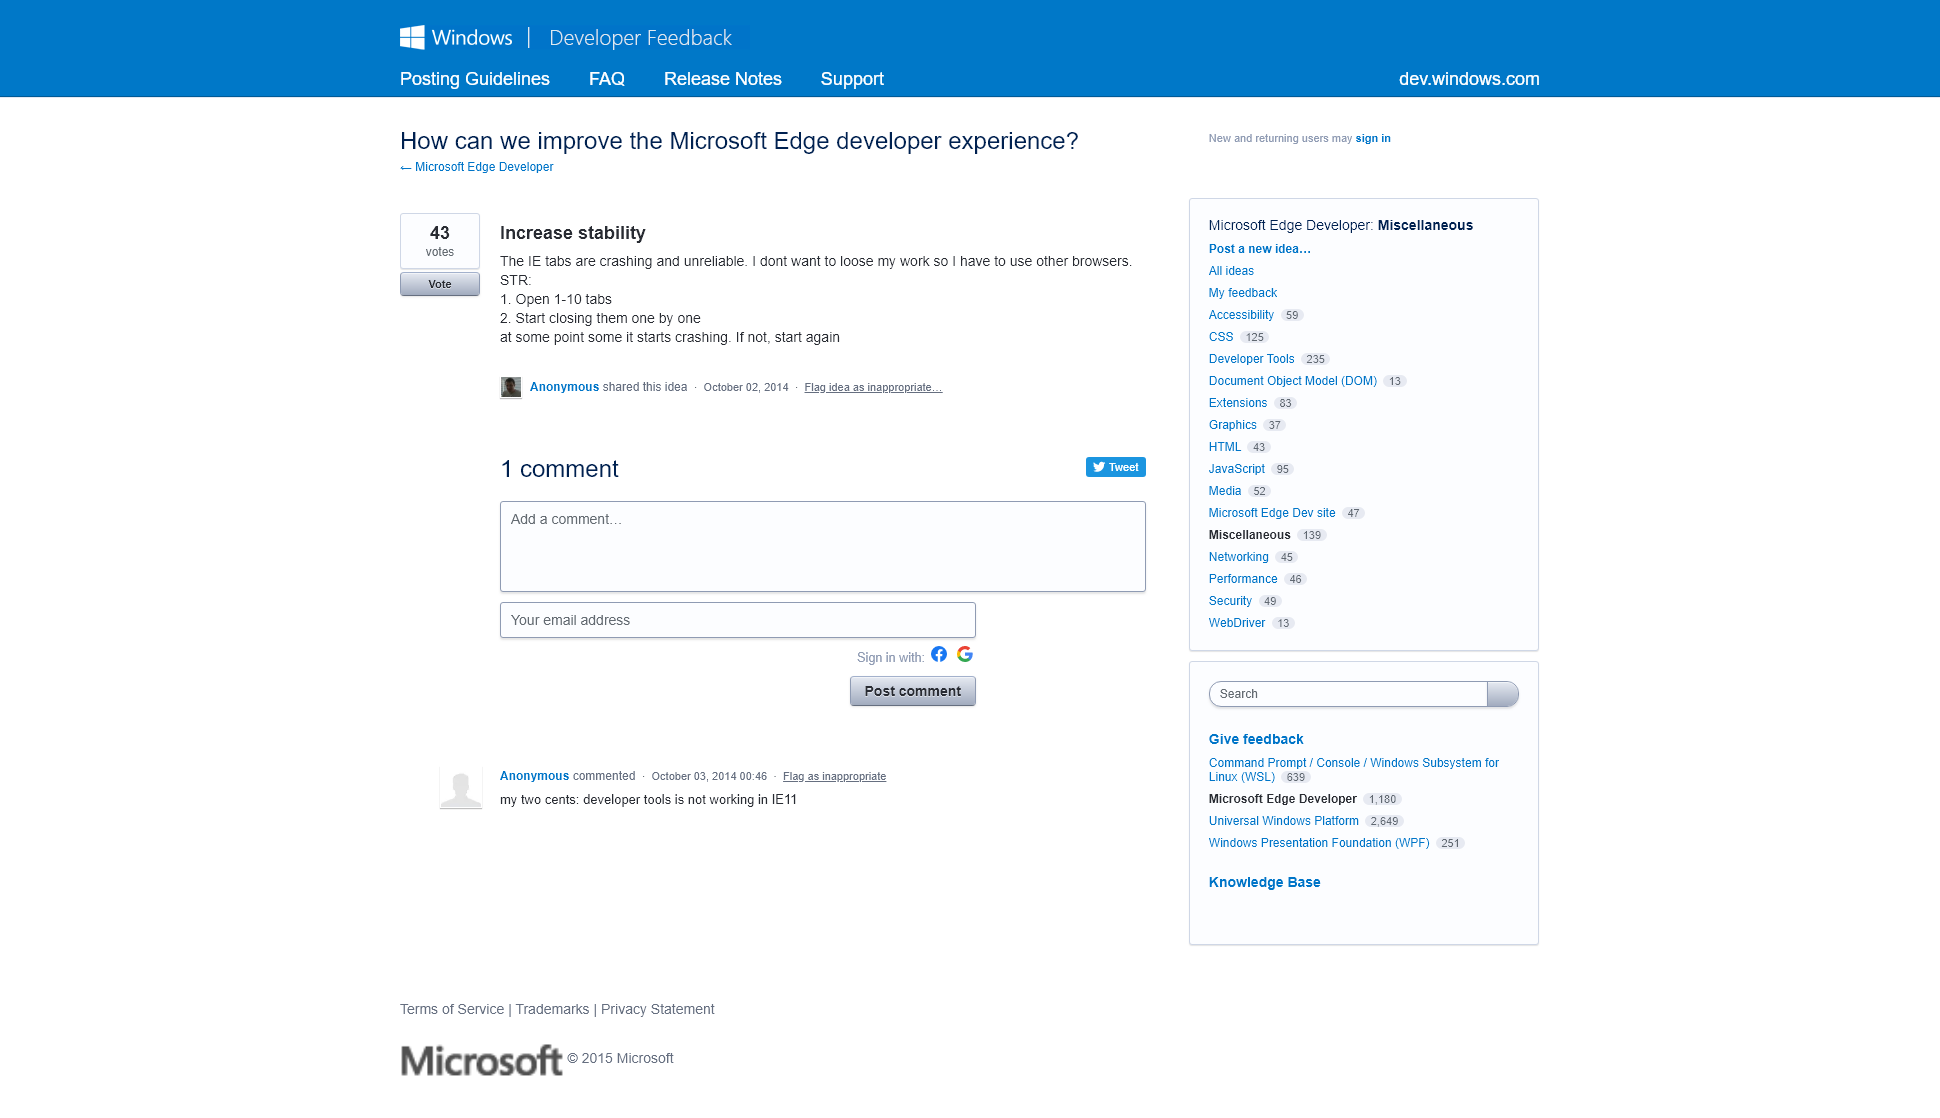 Windows | Developer Feedback
Posting Guidelines FAQ Release Notes Support dev.windows.com
How can we improve the Microsoft Edge developer experience?
← Microsoft Edge Developer
New and returning users may sign in
43
votes
Vote
Increase stability
The IE tabs are crashing and unreliable. I dont want to loose my work so I have to use other browsers.
STR:
1. Open 1-10 tabs
2. Start closing them one by one
at some point some it starts crashing. If not, start again
Anonymous shared this idea · October 02, 2014 · Flag idea as inappropriate…
1 comment
Tweet
Add a comment…
Your email address
Sign in with:
Post comment
Anonymous commented · October 03, 2014 00:46 · Flag as inappropriate
my two cents: developer tools is not working in IE11
Microsoft Edge Developer: Miscellaneous
Post a new idea…
All ideas
My feedback
Accessibility 59
CSS 125
Developer Tools 235
Document Object Model (DOM) 13
Extensions 83
Graphics 37
HTML 43
JavaScript 95
Media 52
Microsoft Edge Dev site 47
Miscellaneous 139
Networking 45
Performance 46
Security 49
WebDriver 13
Search
Give feedback
Command Prompt / Console / Windows Subsystem for
Linux (WSL) 639
Microsoft Edge Developer 1,180
Universal Windows Platform 2,649
Windows Presentation Foundation (WPF) 251
Knowledge Base
Terms of Service | Trademarks | Privacy Statement
Microsoft © 2015 Microsoft